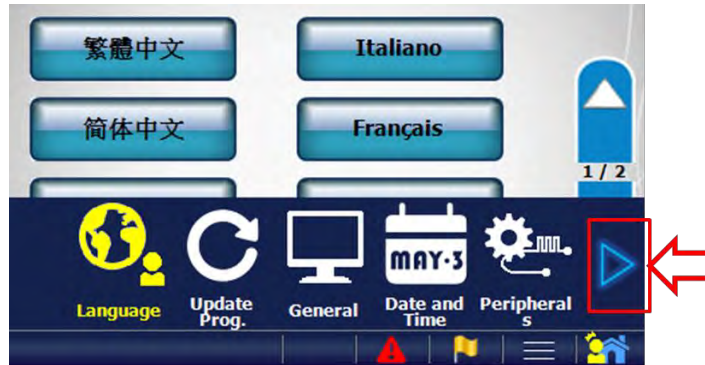 繁體中文
Italiano
简体中文
Français
1 / 2
MAY·3
Language
Update
Prog.
General
Date and
Time
Peripheral
s